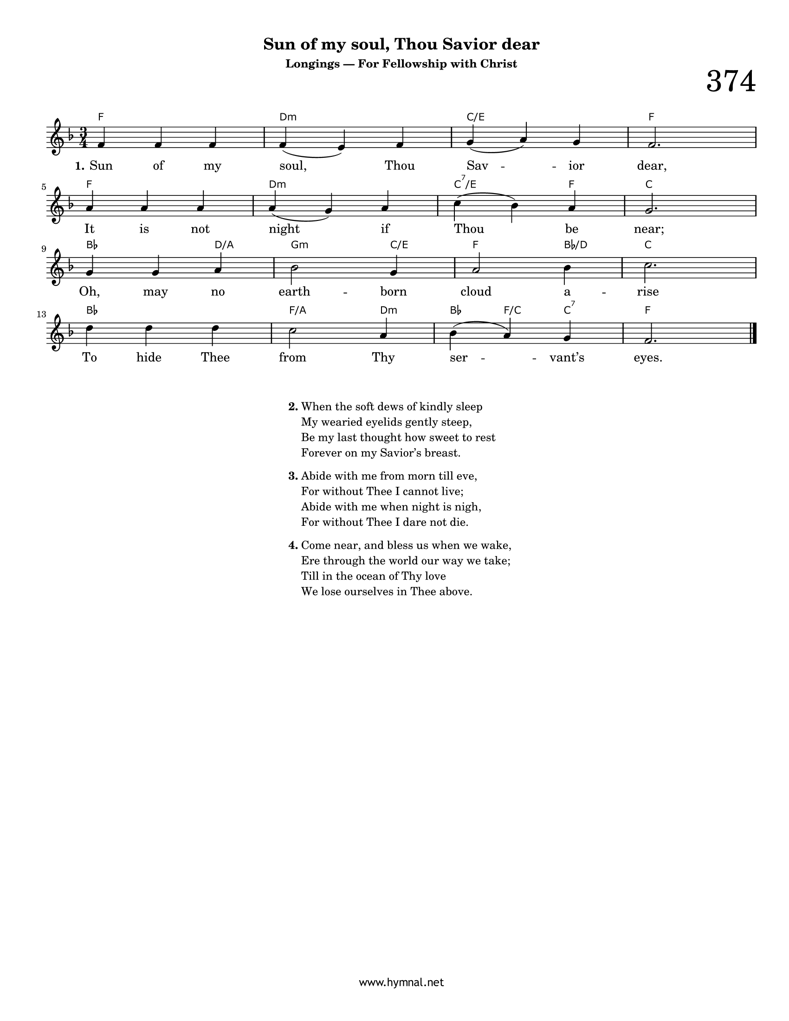 Sun of my soul, Thou Savior dear
Longings — For Fellowship with Christ
374
F Dm C/E F
3
4
1. Sun of my soul, Thou Sav - - ior dear,
5
F Dm C7/E F C
It is not night if Thou be near;
9
B♭ D/A Gm C/E F B♭/D C
Oh, may no earth - born cloud a - rise
13
B♭ F/A Dm B♭ F/C C7 F
To hide Thee from Thy ser - - vant's eyes.
2. When the soft dews of kindly sleep
My wearied eyelids gently steep,
Be my last thought how sweet to rest
Forever on my Savior's breast.
3. Abide with me from morn till eve,
For without Thee I cannot live;
Abide with me when night is nigh,
For without Thee I dare not die.
4. Come near, and bless us when we wake,
Ere through the world our way we take;
Till in the ocean of Thy love
We lose ourselves in Thee above.
www.hymnal.net